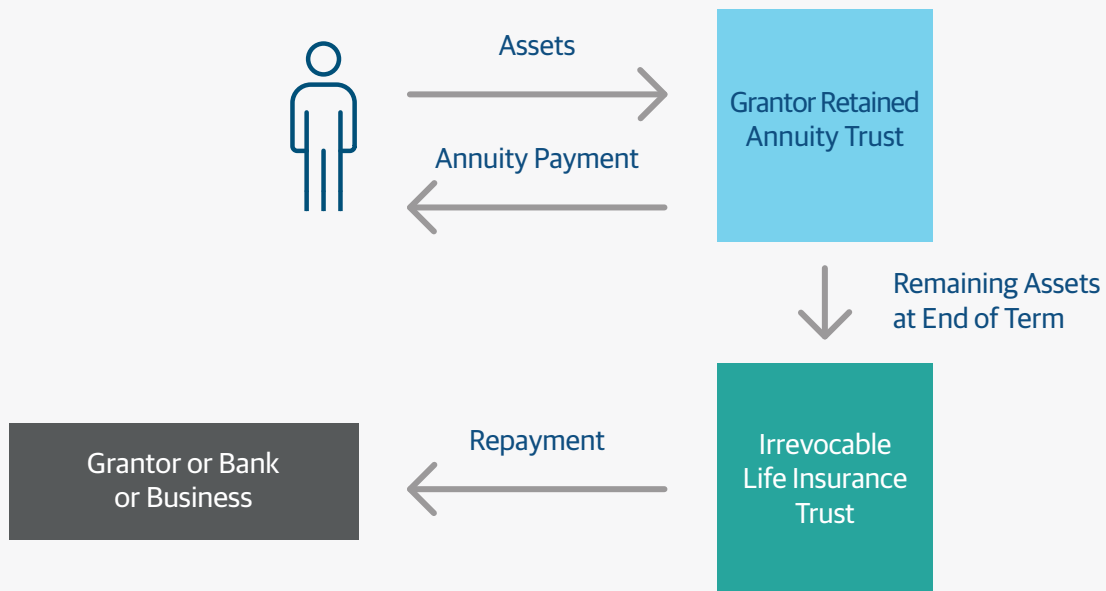 Assets
Grantor Retained
Annuity Trust
Annuity Payment
Remaining Assets
at End of Term
Grantor or Bank
or Business
Repayment
Irrevocable
Life Insurance
Trust